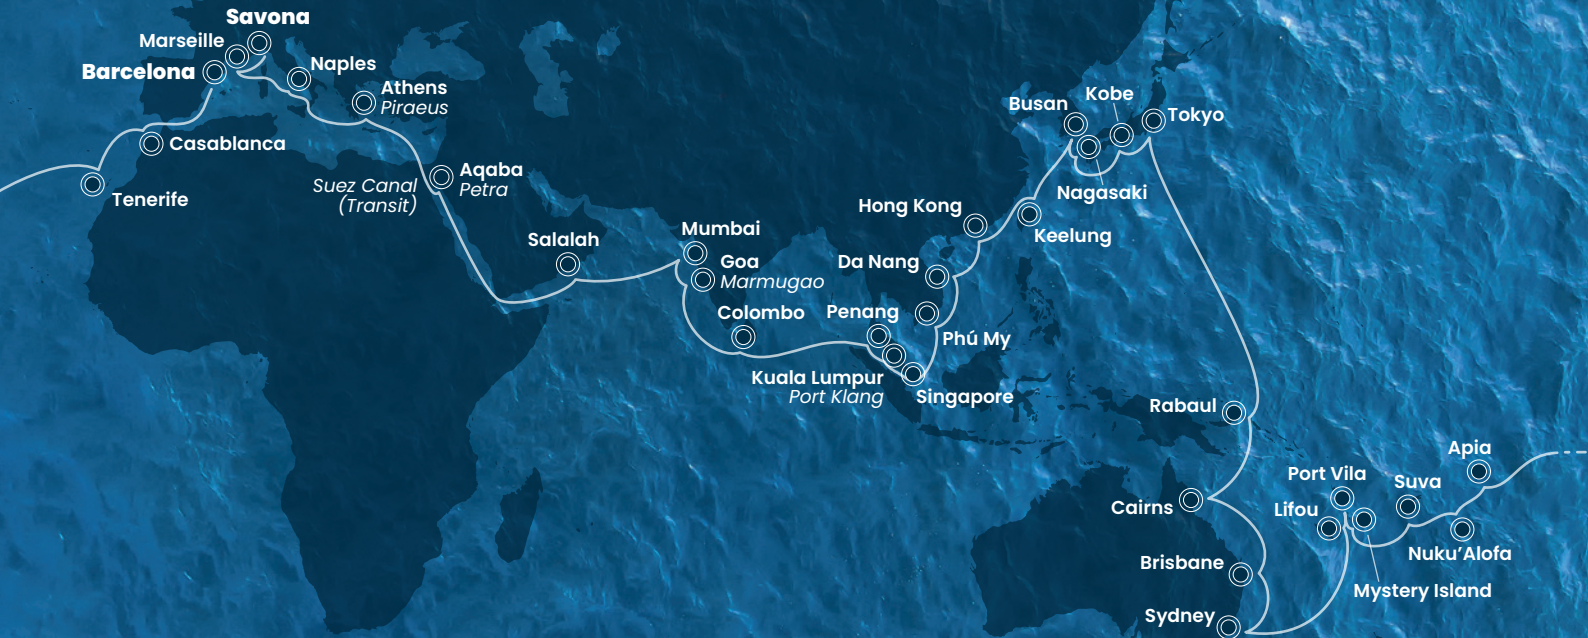 Savona
Marseille
Barcelona
Naples
Athens
Piraeus
Casablanca
Tenerife
Suez Canal
(Transit)
Aqaba
Petra
Salalah
Mumbai
Goa
Marmugao
Colombo
Penang
Kuala Lumpur
Port Klang
Singapore
Phú My
Da Nang
Hong Kong
Keelung
Busan
Nagasaki
Kobe
Tokyo
Rabaul
Cairns
Brisbane
Sydney
Lifou
Port Vila
Mystery Island
Suva
Nuku’Alofa
Apia